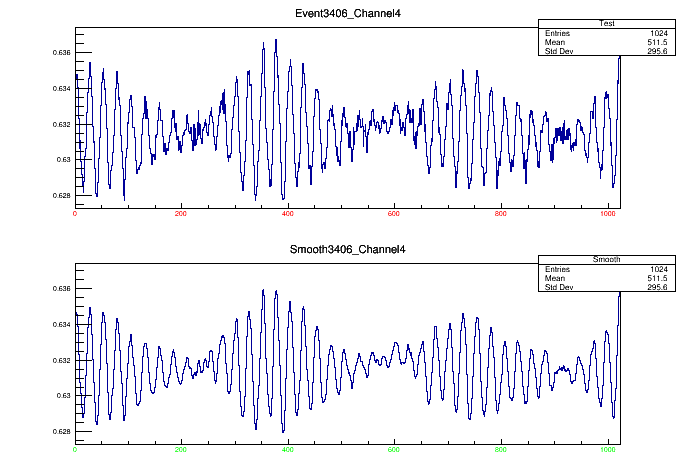 Event3406_Channel4
Test
Entries 1024
Mean 511.5
Std Dev 295.6
0.636
0.634
0.632
0.63
0.628
0 200 400 600 800 1000
Smooth3406_Channel4
Smooth
Entries 1024
Mean 511.5
Std Dev 295.6
0.636
0.634
0.632
0.63
0.628
0 200 400 600 800 1000